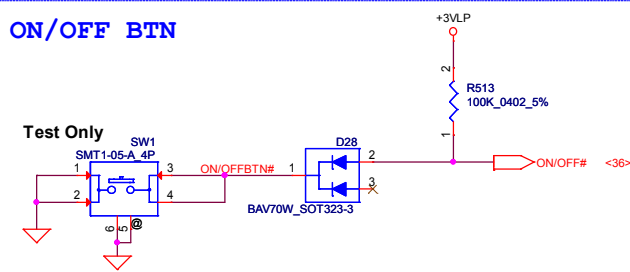 ON/OFF BTN
+3VLP
2
R513
100K_0402_5%
1
Test Only
SW1
SMT1-05-A_4P
D28
1 3 ON/OFFBTN# 1 2 ON/OFF# <36>
2 4 3
BAV70W_SOT323-3
6 5 @